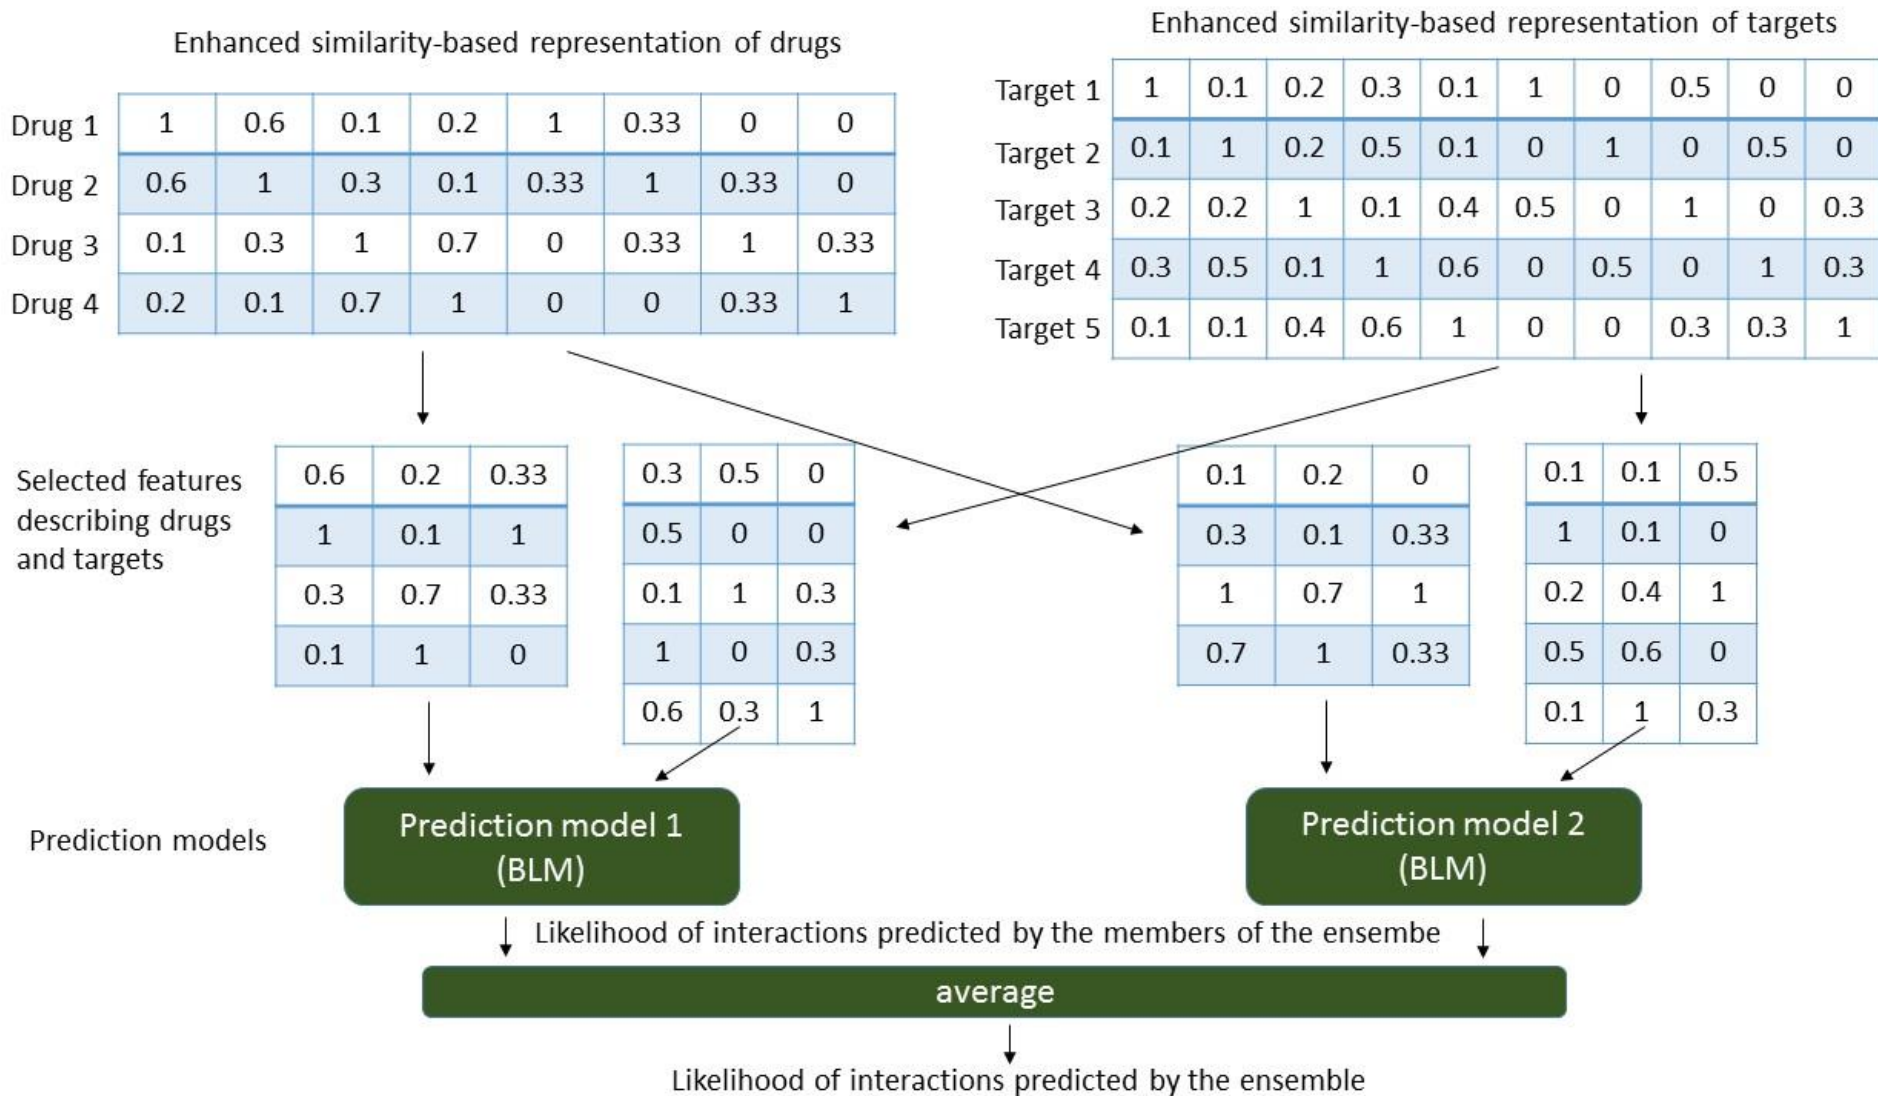 Enhanced similarity-based representation of drugs
Drug 1 1 0.6 0.1 0.2 1 0.33 0 0
Drug 2 0.6 1 0.3 0.1 0.33 1 0.33 0
Drug 3 0.1 0.3 1 0.7 0 0.33 1 0.33
Drug 4 0.2 0.1 0.7 1 0 0 0.33 1
Enhanced similarity-based representation of targets
Target 1 1 0.1 0.2 0.3 0.1 1 0 0.5 0 0
Target 2 0.1 1 0.2 0.5 0.1 0 1 0 0.5 0
Target 3 0.2 0.2 1 0.1 0.4 0.5 0 1 0 0.3
Target 4 0.3 0.5 0.1 1 0.6 0 0.5 0 1 0.3
Target 5 0.1 0.1 0.4 0.6 1 0 0 0.3 0.3 1
Selected features
describing drugs
and targets
0.6 0.2 0.33
1 0.1 1
0.3 0.7 0.33
0.1 1 0
0.3 0.5 0
0.5 0 0
0.1 1 0.3
1 0 0.3
0.6 0.3 1
0.1 0.2 0
0.3 0.1 0.33
1 0.7 1
0.7 1 0.33
0.1 0.1 0.5
1 0.1 0
0.2 0.4 1
0.5 0.6 0
0.1 1 0.3
Prediction models
Prediction model 1
(BLM)
Prediction model 2
(BLM)
Likelihood of interactions predicted by the members of the ensembe
average
Likelihood of interactions predicted by the ensemble